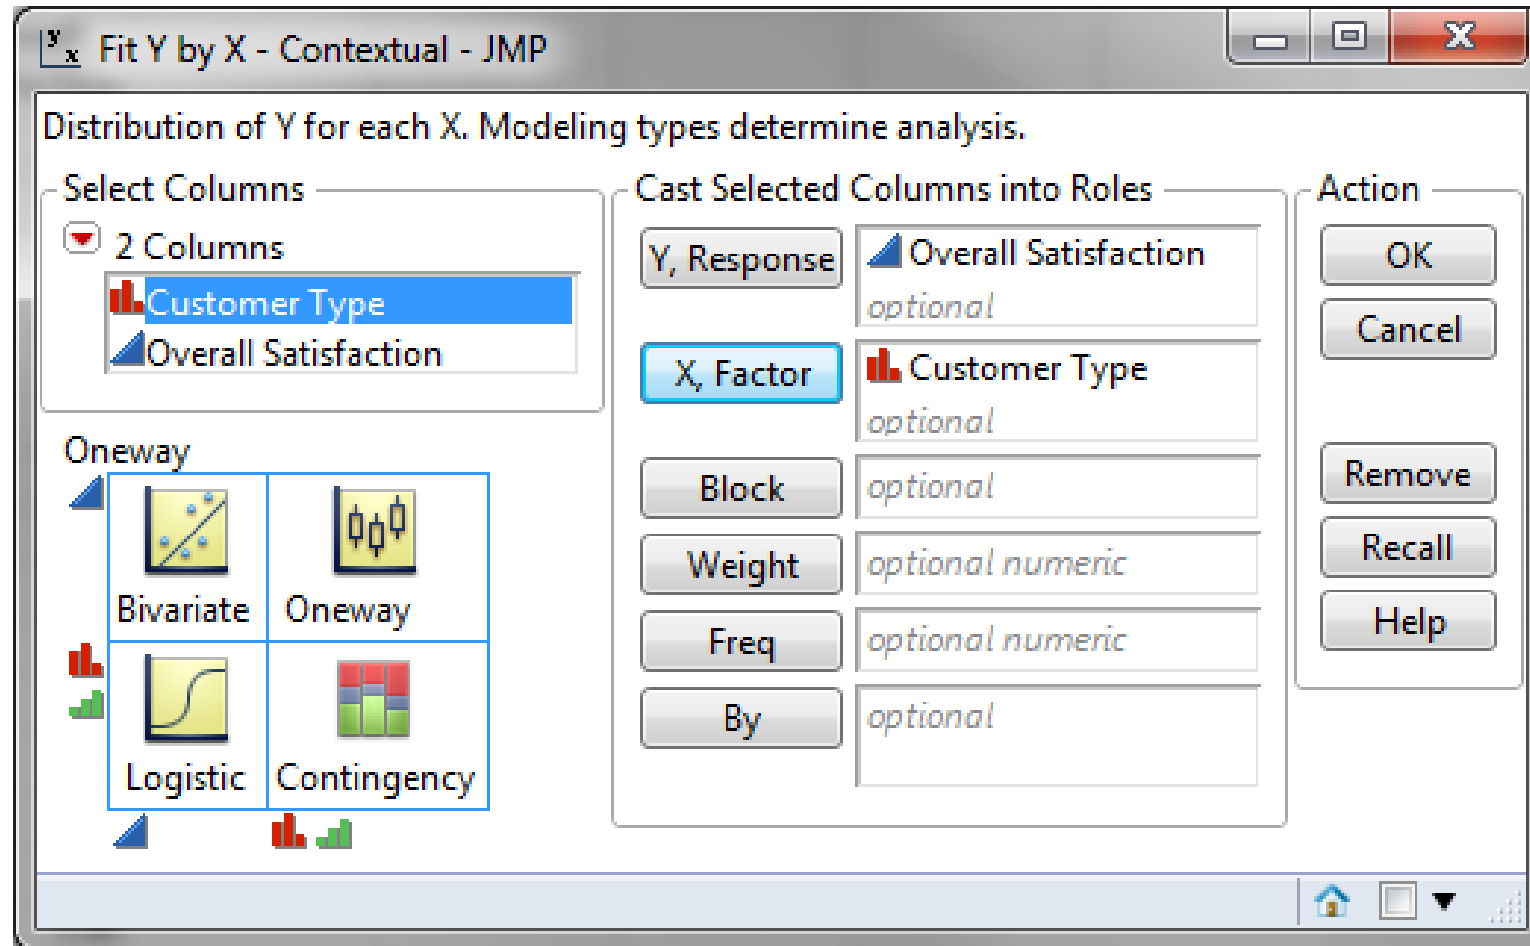 Fit Y by X - Contextual - JMP
Distribution of Y for each X. Modeling types determine analysis.
Select Columns
2 Columns
Customer Type
Overall Satisfaction
Oneway
Bivariate
Oneway
Logistic
Contingency
Cast Selected Columns into Roles
Y, Response
Overall Satisfaction
optional
X, Factor
Customer Type
optional
Block
optional
Weight
optional numeric
Freq
optional numeric
By
optional
Action
OK
Cancel
Remove
Recall
Help